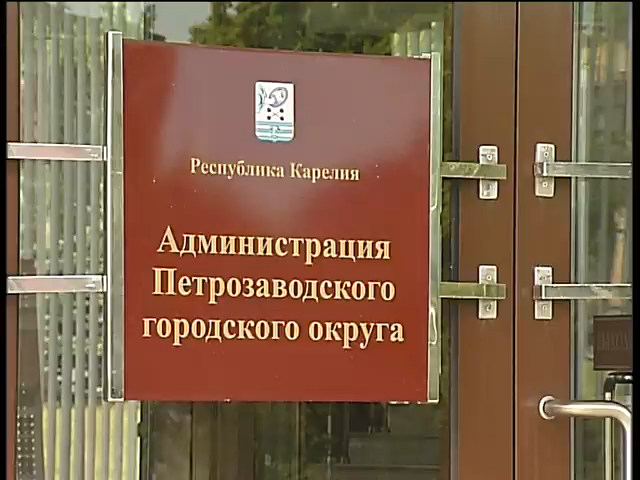 Республика Карелия
Администрация
Петрозаводского
городского округа